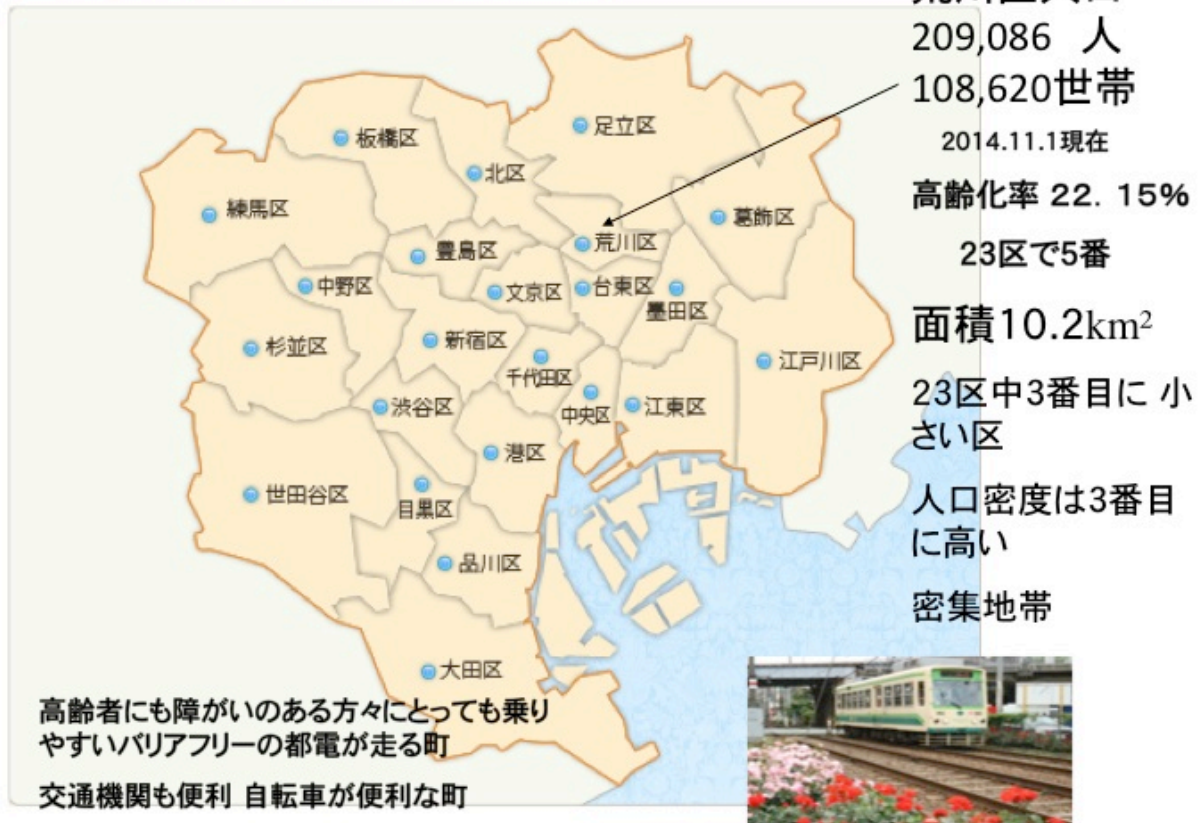 209,086 人
108,620世帯
2014.11.1現在
高齢化率 22. 15%
23区で5番
面積10.2km²
23区中3番目に 小
さい区
人口密度は3番目
に高い
密集地帯
足立区
板橋区
北区
練馬区
葛飾区
荒川区
豊島区
中野区
文京区
台東区
墨田区
杉並区
新宿区
江戸川区
千代田区
渋谷区
中央区
江東区
港区
世田谷区
目黒区
品川区
大田区
高齢者にも障がいのある方々にとっても乗り
やすいバリアフリーの都電が走る町
交通機関も便利 自転車が便利な町